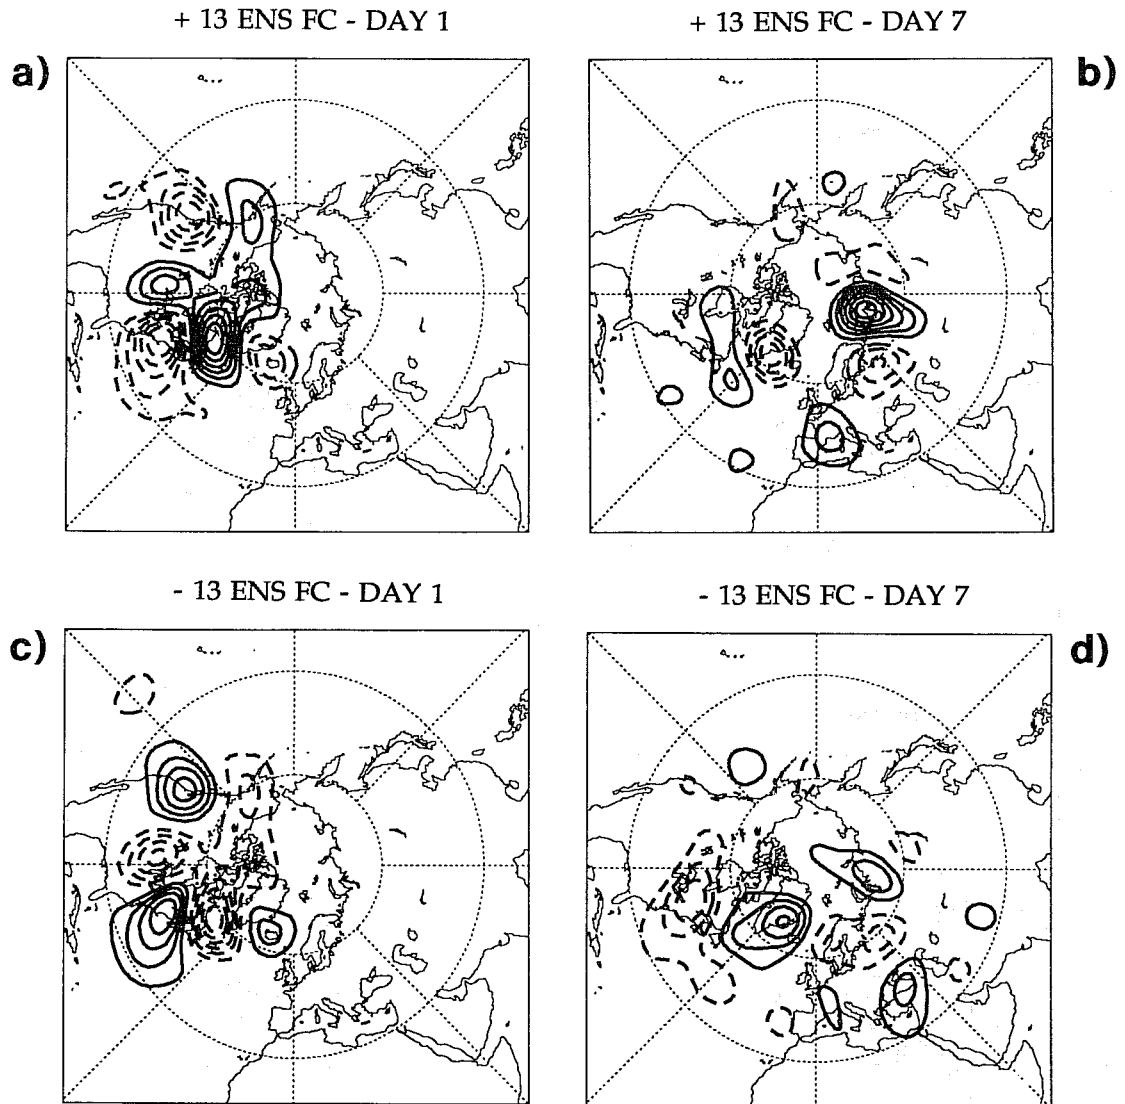 + 13 ENS FC - DAY 1
+ 13 ENS FC - DAY 7
a)
b)
- 13 ENS FC - DAY 1
- 13 ENS FC - DAY 7
c)
d)